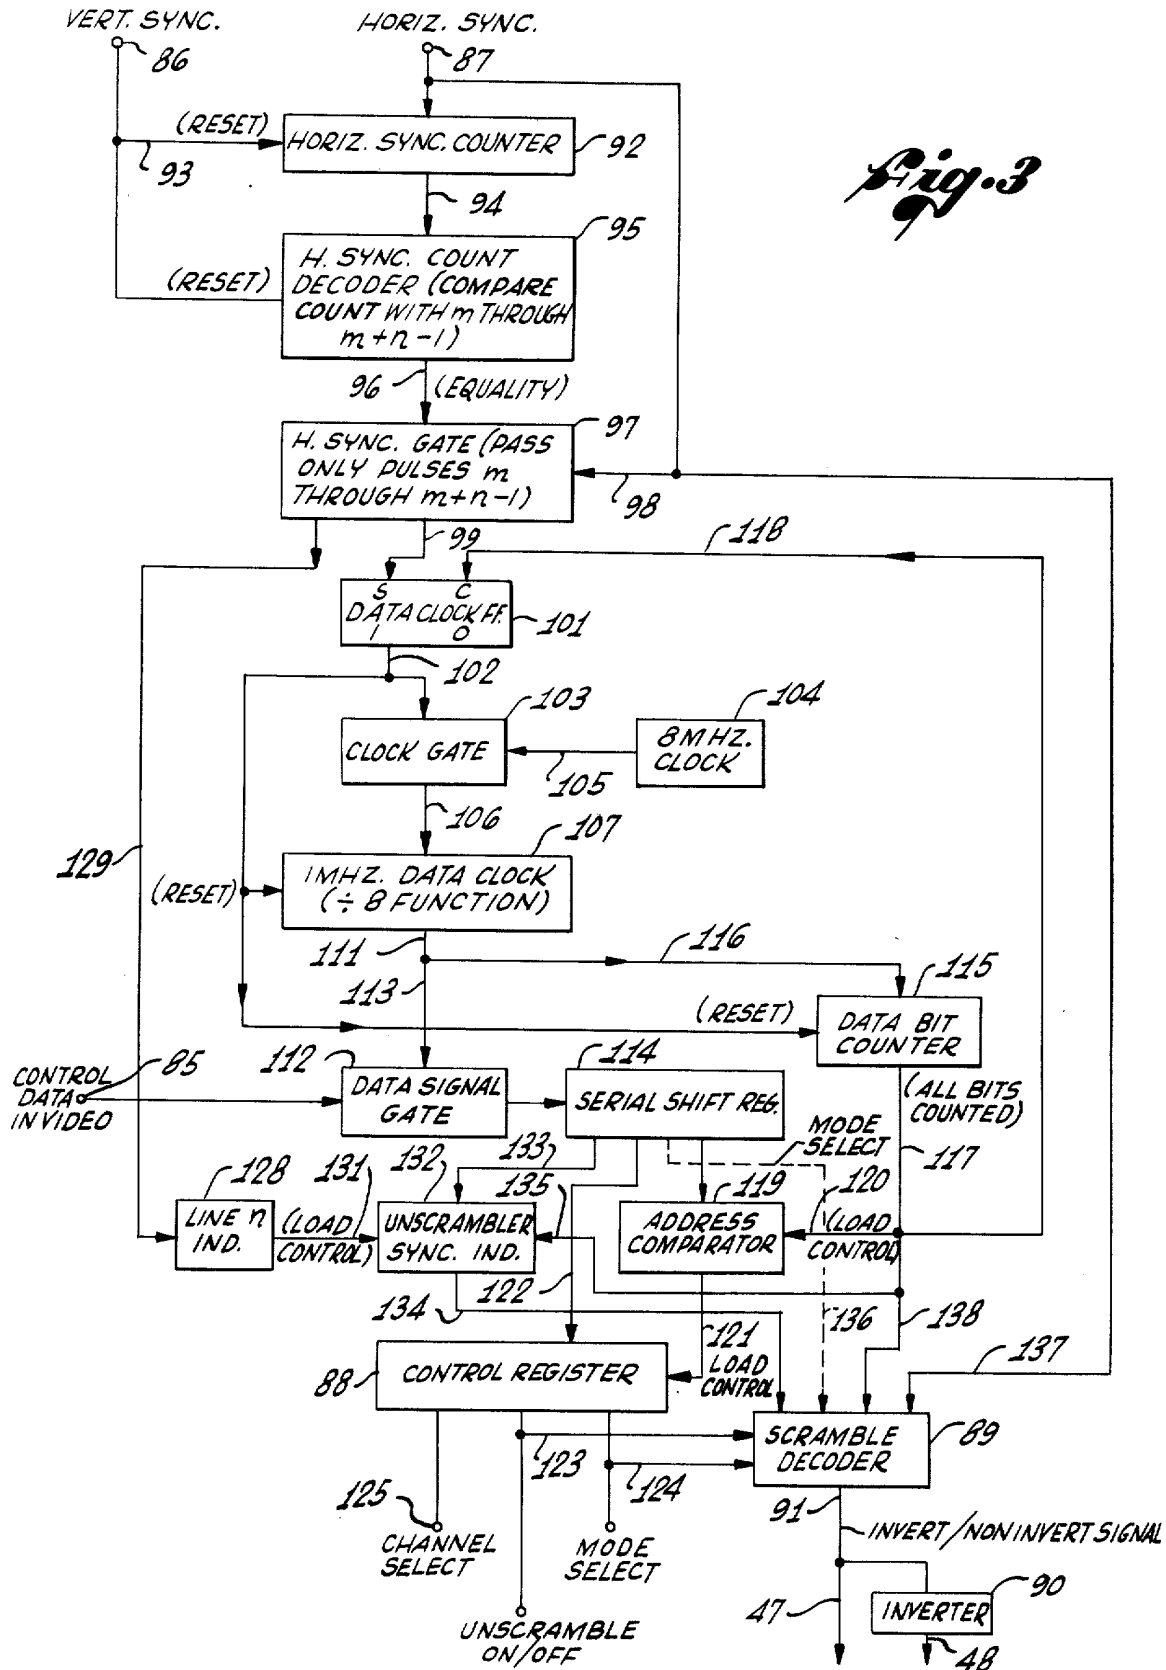 VERT. SYNC.
HORIZ. SYNC.
86
87
(RESET)
HORIZ. SYNC. COUNTER
92
93
94
Fig. 3
95
(RESET)
H. SYNC. COUNT
DECODER (COMPARE
COUNT WITH m THROUGH
m+n-1)
96
(EQUALITY)
97
H. SYNC. GATE (PASS
ONLY PULSES m
THROUGH m+n-1)
98
99
118
S C
DATA CLOCK FF.
1 0
101
102
103
104
CLOCK GATE
8 MHZ.
CLOCK
105
106
107
129
(RESET)
1 MHZ. DATA CLOCK
(÷ 8 FUNCTION)
111
116
113
115
(RESET)
DATA BIT
COUNTER
85
112
114
CONTROL
DATA
IN VIDEO
DATA SIGNAL
GATE
SERIAL SHIFT REG.
(ALL BITS
COUNTED)
MODE
SELECT
117
128
131
132
133
135
119
120
LINE n
IND.
(LOAD
CONTROL)
UNSCRAMBLER
SYNC. IND.
ADDRESS
COMPARATOR
(LOAD
CONTROL)
122
134
121
136
138
137
88
CONTROL REGISTER
LOAD
CONTROL
123
124
SCRAMBLE
DECODER
89
125
91
CHANNEL
SELECT
MODE
SELECT
INVERT/NON INVERT SIGNAL
90
47
INVERTER
UNSCRAMBLE
ON/OFF
48